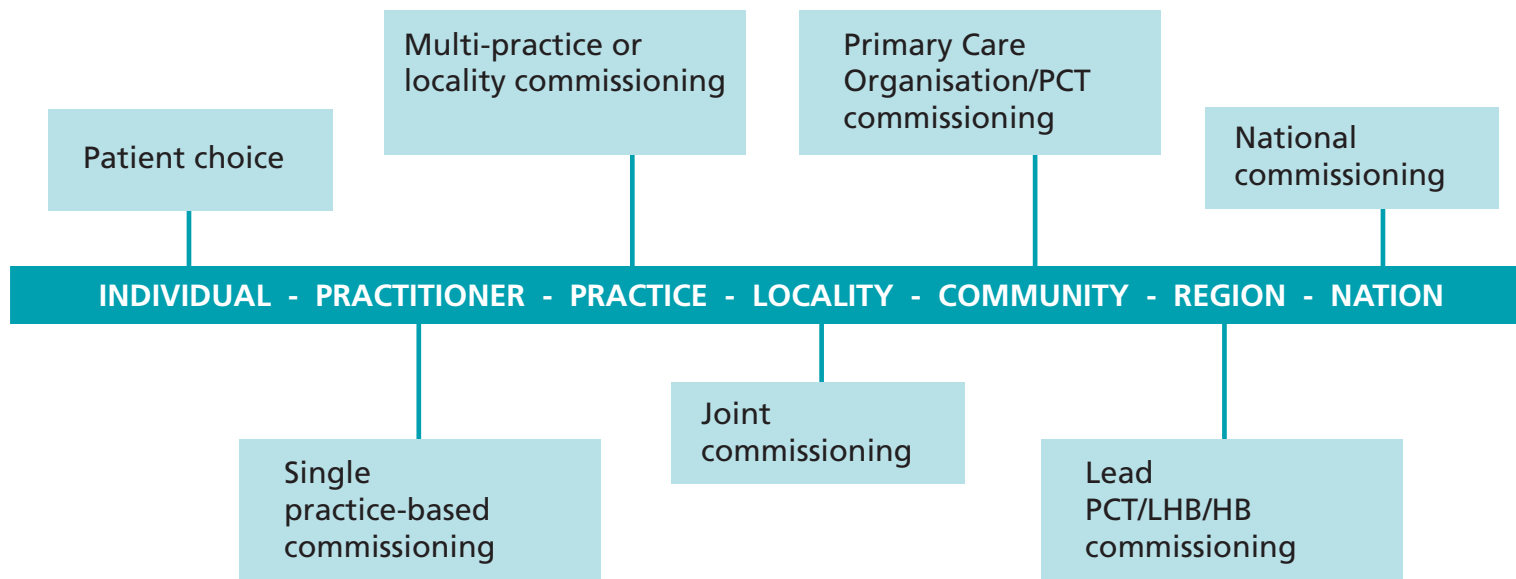 Multi-practice or
locality commissioning
Primary Care
Organisation/PCT
commissioning
Patient choice
National
commissioning
INDIVIDUAL - PRACTITIONER - PRACTICE - LOCALITY - COMMUNITY - REGION - NATION
Single
practice-based
commissioning
Joint
commissioning
Lead
PCT/LHB/HB
commissioning